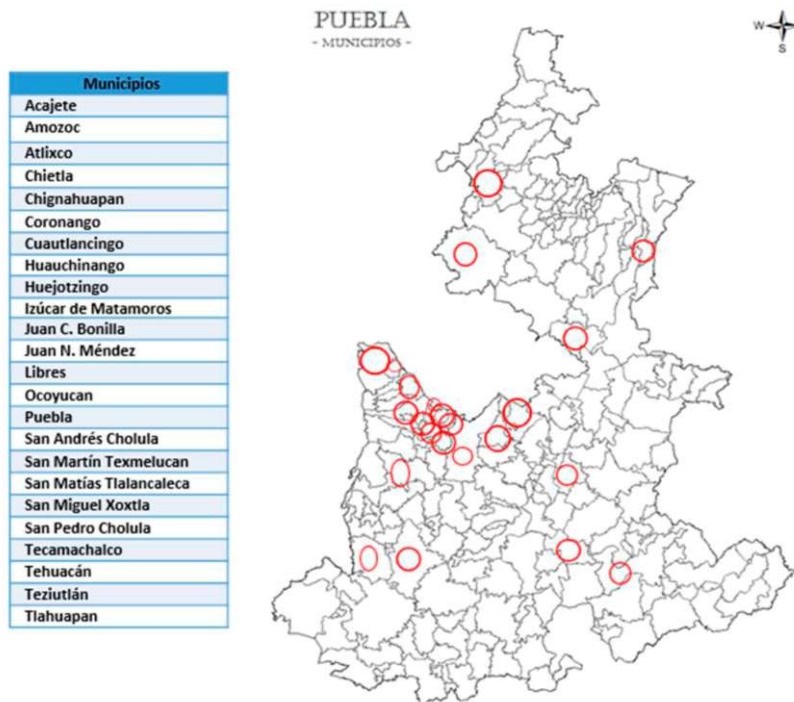 PUEBLA
- MUNICIPIOS -
W
S
Municipios
Acajete
Amozoc
Atlixco
Chietla
Chignahuapan
Coronango
Cuautlancingo
Huauchinango
Huejotzingo
Izúcar de Matamoros
Juan C. Bonilla
Juan N. Méndez
Libres
Ocoyucan
Puebla
San Andrés Cholula
San Martín Texmelucan
San Matías Tlalancaleca
San Miguel Xoxtla
San Pedro Cholula
Tecamachalco
Tehuacán
Teziutlán
Tlahuapan